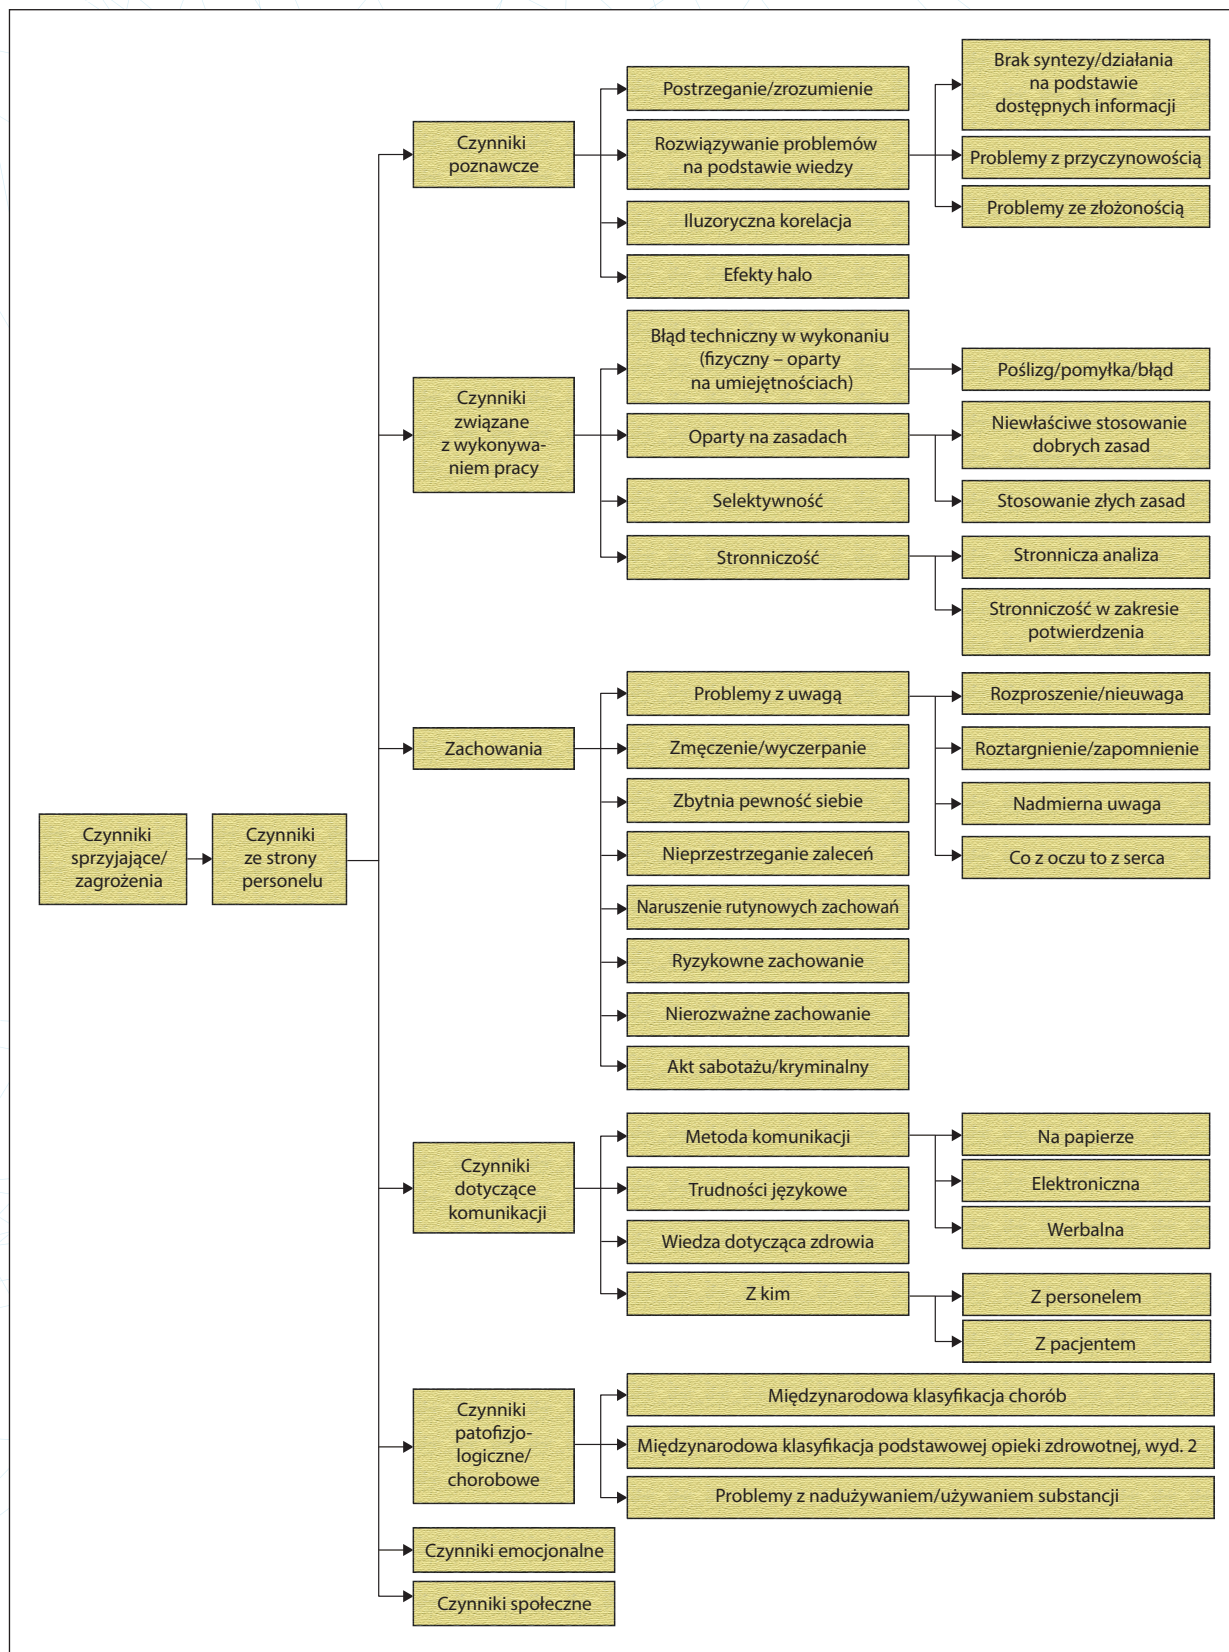 Czynniki
sprzyjające/
zagrożenia
Czynniki
ze strony
personelu
Czynniki
poznawcze
Postrzeganie/zrozumienie
Rozwiązywanie problemów
na podstawie wiedzy
Brak syntezy/działania
na podstawie
dostępnych informacji
Problemy z przyczynowością
Problemy ze złożonością
Iluzoryczna korelacja
Efekty halo
Czynniki
związane
z wykonywa-
niem pracy
Błąd techniczny w wykonaniu
(fizyczny – oparty
na umiejętnościach)
Poślizg/pomyłka/błąd
Oparty na zasadach
Niewłaściwe stosowanie
dobrych zasad
Stosowanie złych zasad
Selektywność
Stronniczość
Stronnicza analiza
Stronniczość w zakresie
potwierdzenia
Zachowania
Problemy z uwagą
Rozproszenie/nieuwaga
Roztargnienie/zapomnienie
Nadmierna uwaga
Co z oczu to z serca
Zmęczenie/wyczerpanie
Zbytnia pewność siebie
Nieprzestrzeganie zaleceń
Naruszenie rutynowych zachowań
Ryzykowne zachowanie
Nierozważne zachowanie
Akt sabotażu/kryminalny
Czynniki
dotyczące
komunikacji
Metoda komunikacji
Na papierze
Elektroniczna
Werbalna
Trudności językowe
Wiedza dotycząca zdrowia
Z kim
Z personelem
Z pacjentem
Czynniki
patofizjo-
logiczne/
chorobowe
Międzynarodowa klasyfikacja chorób
Międzynarodowa klasyfikacja podstawowej opieki zdrowotnej, wyd. 2
Problemy z nadużywaniem/używaniem substancji
Czynniki emocjonalne
Czynniki społeczne